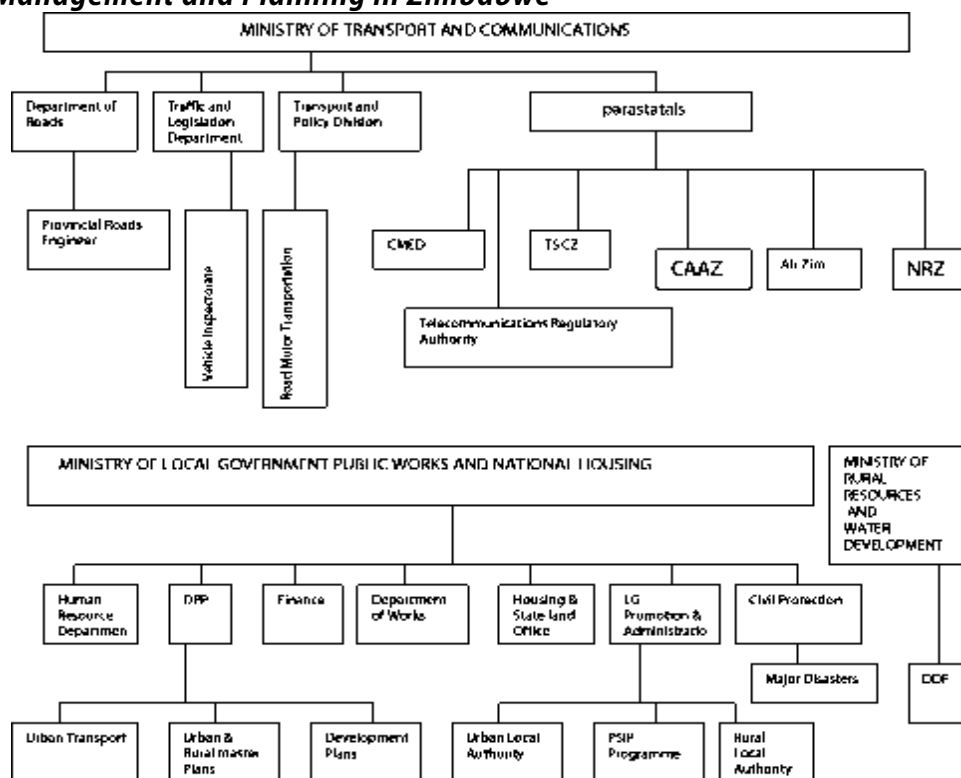 Management and Planning in Zimbabwe
MINISTRY OF TRANSPORT AND COMMUNICATIONS
Department of
Roads
Traffic and
Legislation
Department
Transport and
Policy Division
parastatals
Provincial Roads
Engineer
Vehicle Inspectorate
Road Motor Transportation
CMED
TSCZ
CAAZ
Air Zim
NRZ
Telecommunications Regulatory
Authority
MINISTRY OF LOCAL GOVERNMENT PUBLIC WORKS AND NATIONAL HOUSING
MINISTRY OF
RURAL
RESOURCES
AND
WATER
DEVELOPMENT
Human
Resource
Departmen
DPP
Finance
Department
of Works
Housing &
State land
Office
LG
Promotion &
Administratio
Civil Protection
Major Disasters
DDF
Urban Transport
Urban &
Rural master
Plans
Development
Plans
Urban Local
Authority
PSIP
Programme
Rural
Local
Authority